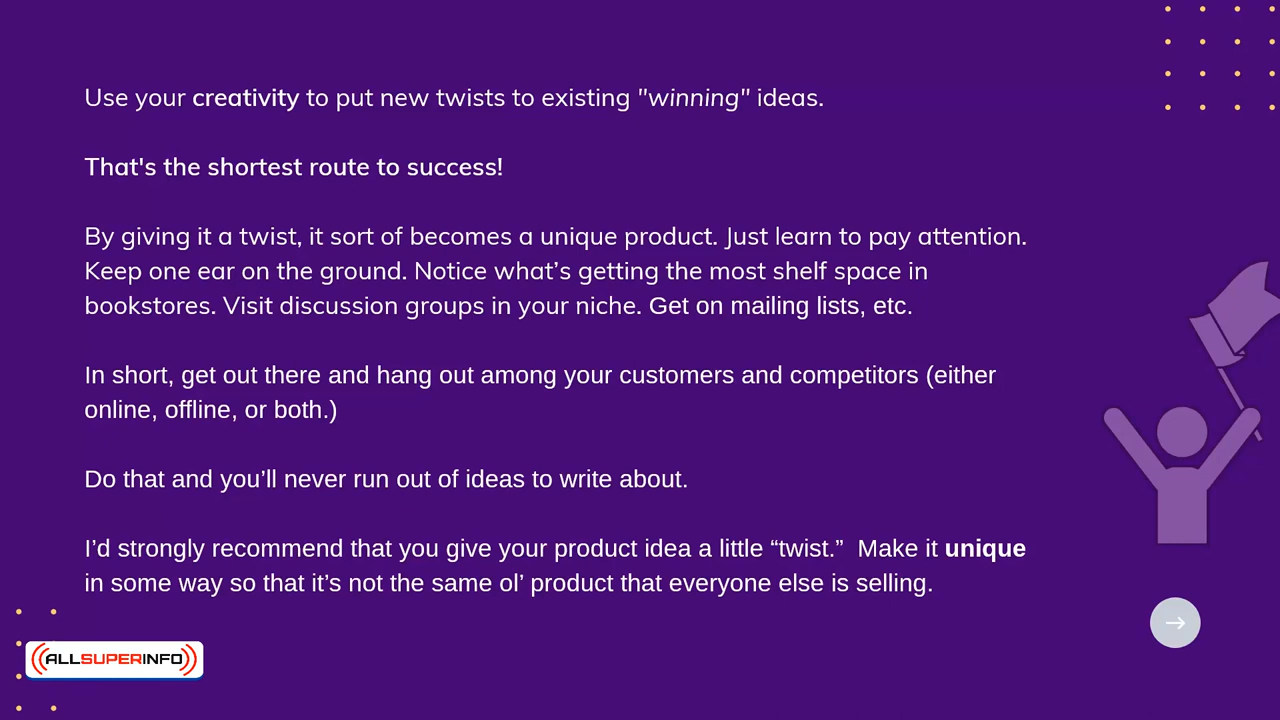 Use your creativity to put new twists to existing "winning" ideas.
That's the shortest route to success!
By giving it a twist, it sort of becomes a unique product. Just learn to pay attention.
Keep one ear on the ground. Notice what’s getting the most shelf space in
bookstores. Visit discussion groups in your niche. Get on mailing lists, etc.
In short, get out there and hang out among your customers and competitors (either
online, offline, or both.)
Do that and you’ll never run out of ideas to write about.
I’d strongly recommend that you give your product idea a little “twist.”  Make it unique
in some way so that it’s not the same ol’ product that everyone else is selling.
ALLSUPERINFO